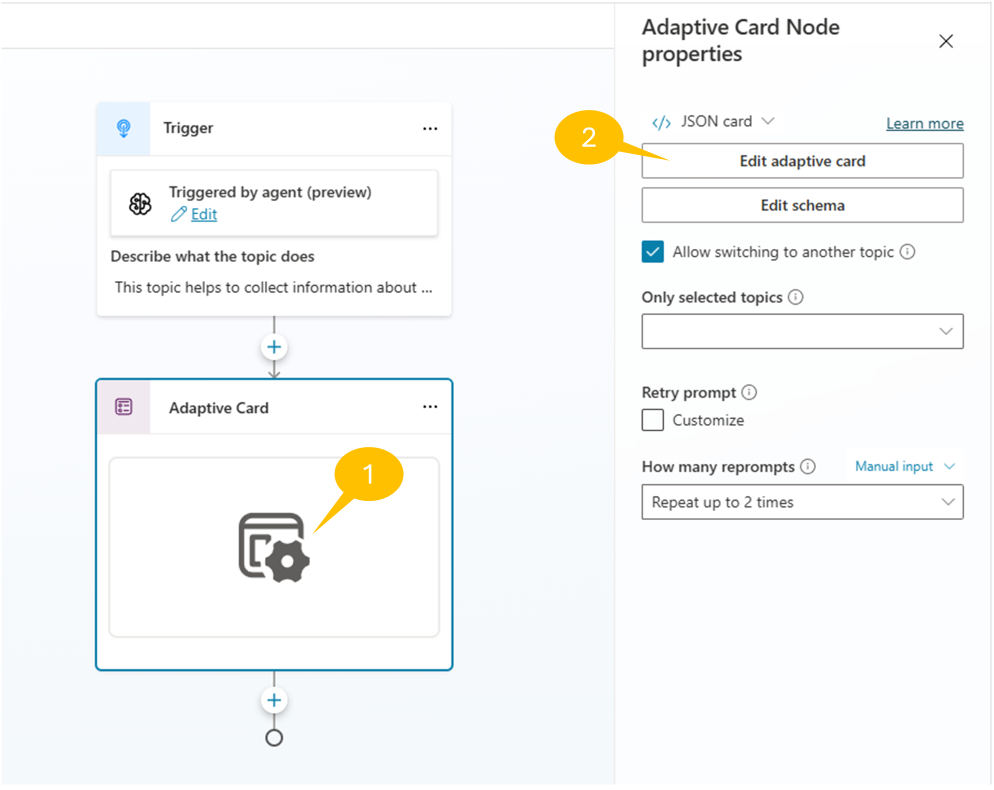 Trigger
Triggered by agent (preview)
Edit
Describe what the topic does
This topic helps to collect information about ...
Adaptive Card
1
Adaptive Card Node
properties
JSON card
Learn more
2
Edit adaptive card
Edit schema
Allow switching to another topic
Only selected topics
Retry prompt
Customize
How many reprompts
Manual input
Repeat up to 2 times